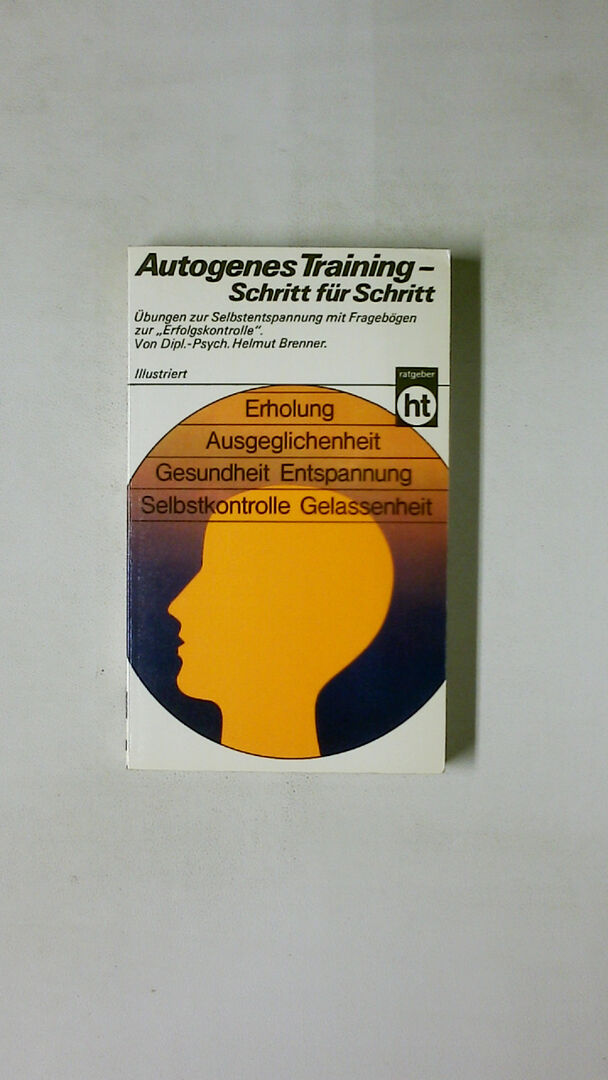 Autogenes Training –
Schritt für Schritt
Übungen zur Selbstentspannung mit Fragebögen
zur „Erfolgskontrolle“.
Von Dipl.-Psych. Helmut Brenner.
Illustriert
ratgeber
ht
Erholung
Ausgeglichenheit
Gesundheit Entspannung
Selbstkontrolle Gelassenheit